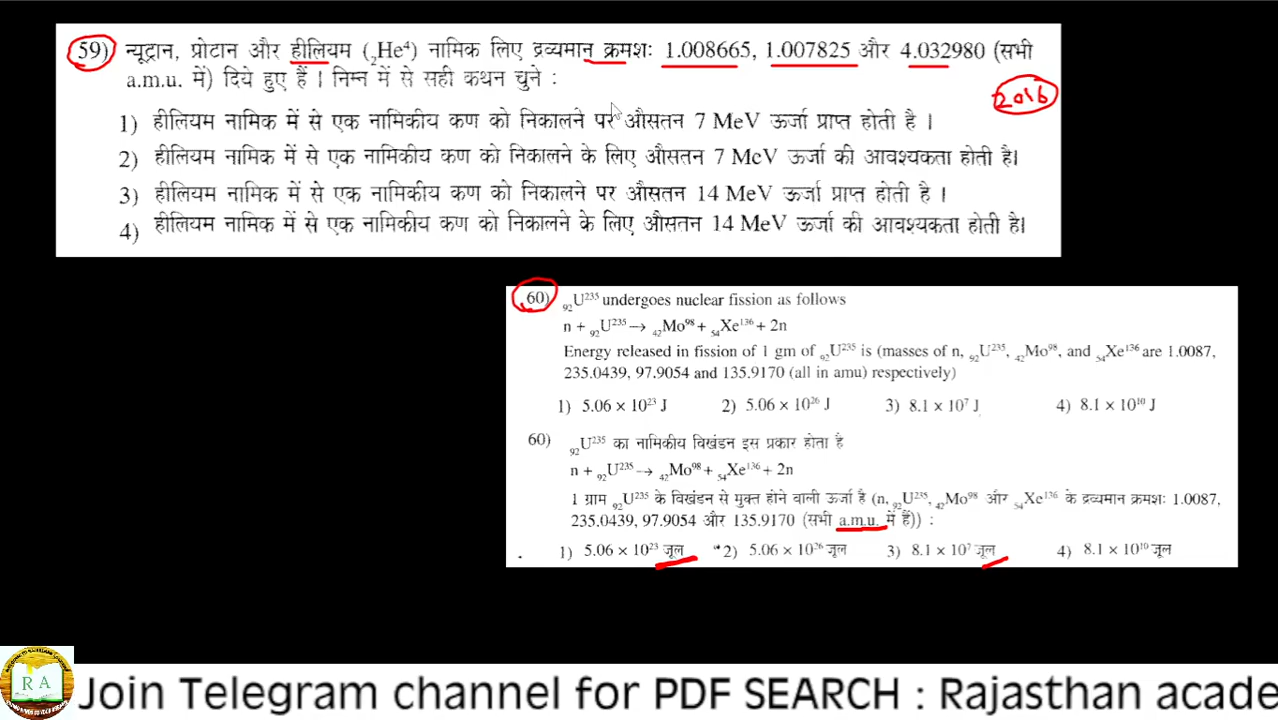 59) न्यूट्रान, प्रोटान और हीलियम (₂He⁴) नामिक लिए द्रव्यमान क्रमशः 1.008665, 1.007825 और 4.032980 (सभी
a.m.u. में) दिये हुए हैं । निम्न में से सही कथन चुने :
2016
1) हीलियम नामिक में से एक नामिकीय कण को निकालने पर औसतन 7 MeV ऊर्जा प्राप्त होती है ।
2) हीलियम नामिक में से एक नामिकीय कण को निकालने के लिए औसतन 7 MeV ऊर्जा की आवश्यकता होती है।
3) हीलियम नामिक में से एक नामिकीय कण को निकालने पर औसतन 14 MeV ऊर्जा प्राप्त होती है ।
4) हीलियम नामिक में से एक नामिकीय कण को निकालने के लिए औसतन 14 MeV ऊर्जा की आवश्यकता होती है।
60) ₉₂U²³⁵ undergoes nuclear fission as follows
n + ₉₂U²³⁵ → ₄₂Mo⁹⁸ + ₅₄Xe¹³⁶ + 2n
Energy released in fission of 1 gm of ₉₂U²³⁵ is (masses of n, ₉₂U²³⁵, ₄₂Mo⁹⁸, and ₅₄Xe¹³⁶ are 1.0087,
235.0439, 97.9054 and 135.9170 (all in amu) respectively)
1) 5.06 × 10²³ J 2) 5.06 × 10²⁶ J 3) 8.1 × 10⁷ J 4) 8.1 × 10¹⁰ J
60) ₉₂U²³⁵ का नामिकीय विखंडन इस प्रकार होता है
n + ₉₂U²³⁵ → ₄₂Mo⁹⁸ + ₅₄Xe¹³⁶ + 2n
1 ग्राम ₉₂U²³⁵ के विखंडन से मुक्त होने वाली ऊर्जा है (n, ₉₂U²³⁵, ₄₂Mo⁹⁸ और ₅₄Xe¹³⁶ के द्रव्यमान क्रमशः 1.0087,
235.0439, 97.9054 और 135.9170 (सभी a.m.u. में हैं)) :
1) 5.06 × 10²³ जूल 2) 5.06 × 10²⁶ जूल 3) 8.1 × 10⁷ जूल 4) 8.1 × 10¹⁰ जूल
R A
Join Telegram channel for PDF SEARCH : Rajasthan acade